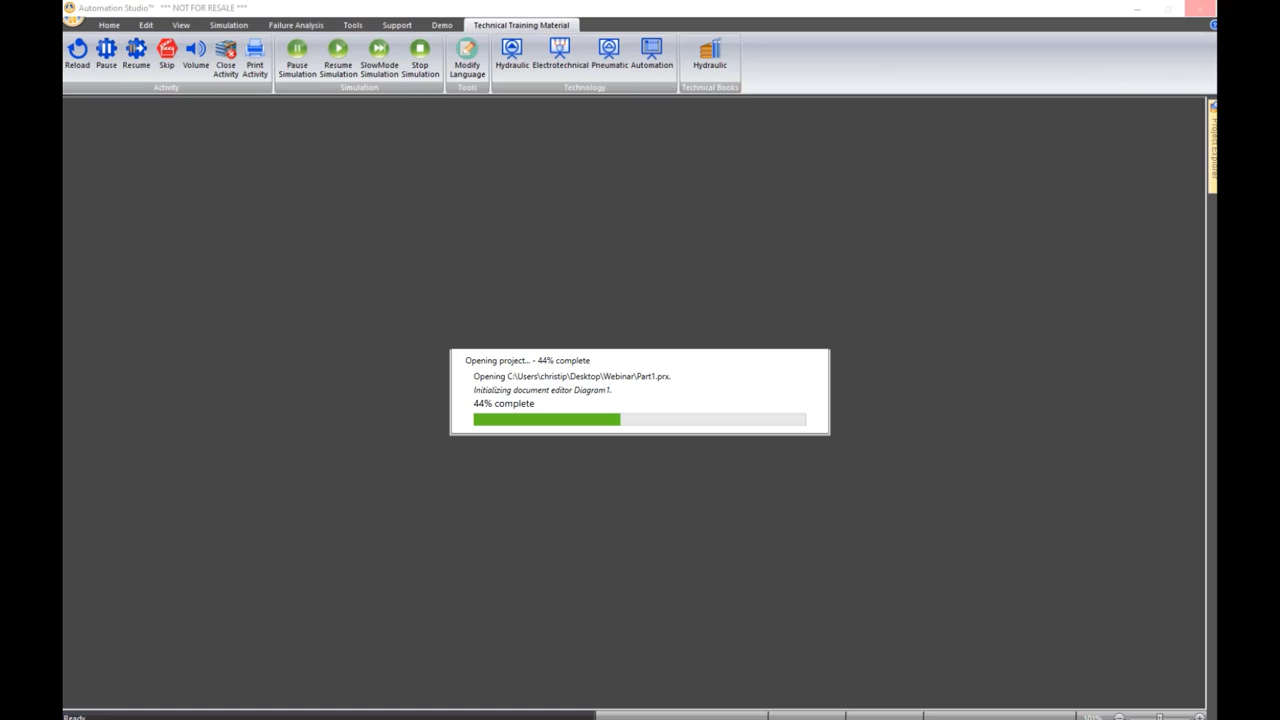 Automation Studio™ *** NOT FOR RESALE ***
Home Edit View Simulation Failure Analysis Tools Support Demo Technical Training Material
Reload Pause Resume Skip Volume Close Activity Print Activity Pause Simulation Resume Simulation SlowMode Simulation Stop Simulation Modify Language Hydraulic Electrotechnical Pneumatic Automation Hydraulic
Activity Simulation Tools Technology Technical Books
Project Explorer
Opening project... - 44% complete
Opening C:\Users\christip\Desktop\Webinar\Part1.prx.
Initializing document editor Diagram1.
44% complete
Ready
101%